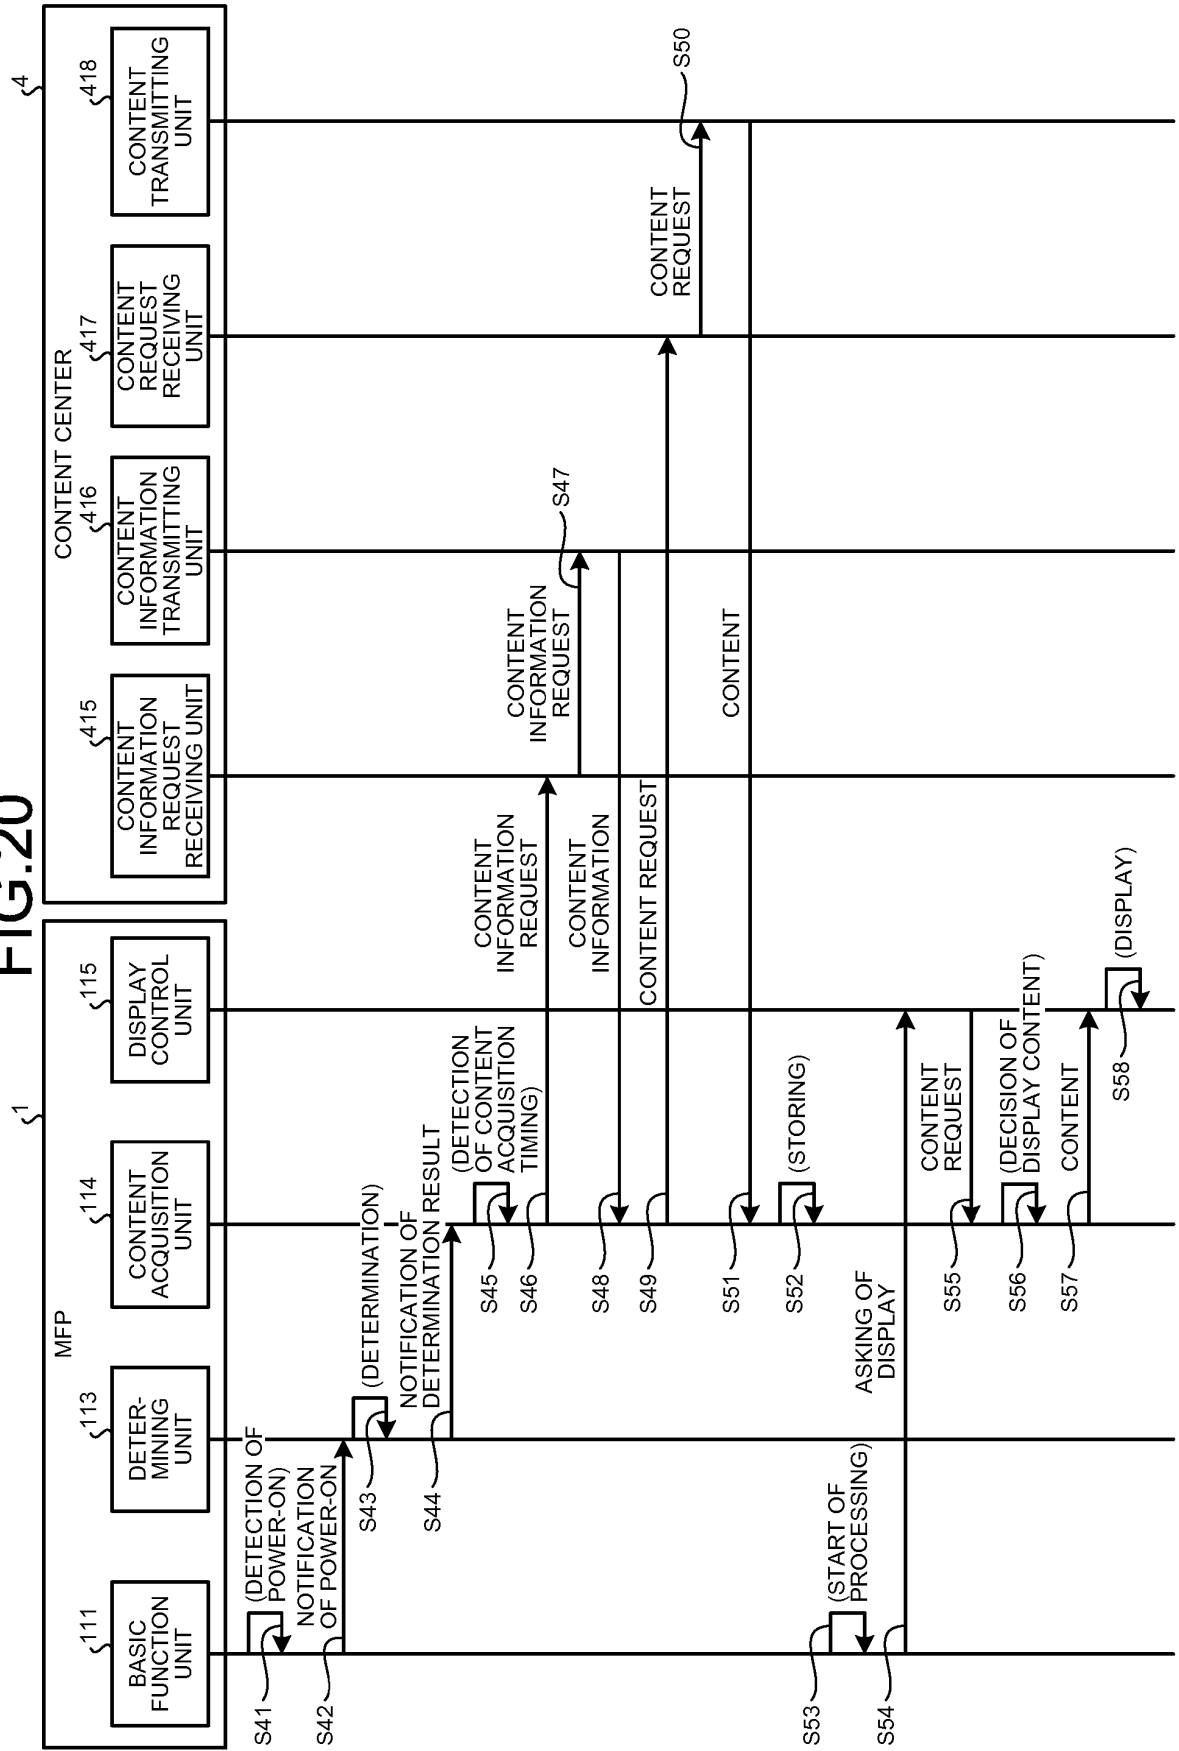 FIG.20
MFP
1
CONTENT CENTER
4
111
BASIC
FUNCTION
UNIT
113
DETER-
MINING
UNIT
114
CONTENT
ACQUISITION
UNIT
115
DISPLAY
CONTROL
UNIT
415
CONTENT
INFORMATION
REQUEST
RECEIVING UNIT
416
CONTENT
INFORMATION
TRANSMITTING
UNIT
417
CONTENT
REQUEST
RECEIVING
UNIT
418
CONTENT
TRANSMITTING
UNIT
S41
(DETECTION OF
POWER-ON)
S42
NOTIFICATION
OF POWER-ON
S43
(DETERMINATION)
S44
NOTIFICATION OF
DETERMINATION RESULT
S45
(DETECTION
OF CONTENT
ACQUISITION
TIMING)
S46
CONTENT
INFORMATION
REQUEST
CONTENT
INFORMATION
REQUEST
S47
S48
CONTENT
INFORMATION
S49
CONTENT REQUEST
CONTENT
REQUEST
S50
S51
CONTENT
S52
(STORING)
S53
(START OF
PROCESSING)
S54
ASKING OF
DISPLAY
S55
CONTENT
REQUEST
S56
(DECISION OF
DISPLAY CONTENT)
S57
CONTENT
S58
(DISPLAY)